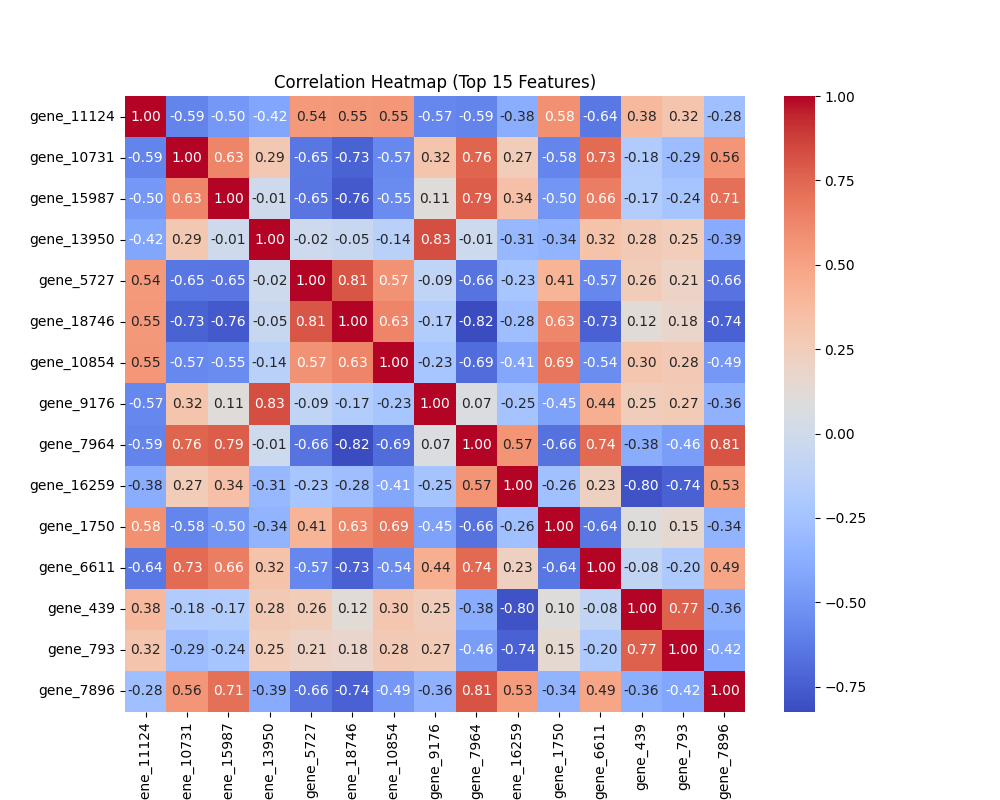 Correlation Heatmap (Top 15 Features)
gene_11124 1.00 -0.59 -0.50 -0.42 0.54 0.55 0.55 -0.57 -0.59 -0.38 0.58 -0.64 0.38 0.32 -0.28
gene_10731 -0.59 1.00 0.63 0.29 -0.65 -0.73 -0.57 0.32 0.76 0.27 -0.58 0.73 -0.18 -0.29 0.56
gene_15987 -0.50 0.63 1.00 -0.01 -0.65 -0.76 -0.55 0.11 0.79 0.34 -0.50 0.66 -0.17 -0.24 0.71
gene_13950 -0.42 0.29 -0.01 1.00 -0.02 -0.05 -0.14 0.83 -0.01 -0.31 -0.34 0.32 0.28 0.25 -0.39
gene_5727 0.54 -0.65 -0.65 -0.02 1.00 0.81 0.57 -0.09 -0.66 -0.23 0.41 -0.57 0.26 0.21 -0.66
gene_18746 0.55 -0.73 -0.76 -0.05 0.81 1.00 0.63 -0.17 -0.82 -0.28 0.63 -0.73 0.12 0.18 -0.74
gene_10854 0.55 -0.57 -0.55 -0.14 0.57 0.63 1.00 -0.23 -0.69 -0.41 0.69 -0.54 0.30 0.28 -0.49
gene_9176 -0.57 0.32 0.11 0.83 -0.09 -0.17 -0.23 1.00 0.07 -0.25 -0.45 0.44 0.25 0.27 -0.36
gene_7964 -0.59 0.76 0.79 -0.01 -0.66 -0.82 -0.69 0.07 1.00 0.57 -0.66 0.74 -0.38 -0.46 0.81
gene_16259 -0.38 0.27 0.34 -0.31 -0.23 -0.28 -0.41 -0.25 0.57 1.00 -0.26 0.23 -0.80 -0.74 0.53
gene_1750 0.58 -0.58 -0.50 -0.34 0.41 0.63 0.69 -0.45 -0.66 -0.26 1.00 -0.64 0.10 0.15 -0.34
gene_6611 -0.64 0.73 0.66 0.32 -0.57 -0.73 -0.54 0.44 0.74 0.23 -0.64 1.00 -0.08 -0.20 0.49
gene_439 0.38 -0.18 -0.17 0.28 0.26 0.12 0.30 0.25 -0.38 -0.80 0.10 -0.08 1.00 0.77 -0.36
gene_793 0.32 -0.29 -0.24 0.25 0.21 0.18 0.28 0.27 -0.46 -0.74 0.15 -0.20 0.77 1.00 -0.42
gene_7896 -0.28 0.56 0.71 -0.39 -0.66 -0.74 -0.49 -0.36 0.81 0.53 -0.34 0.49 -0.36 -0.42 1.00
ene_11124
ene_10731
ene_15987
ene_13950
gene_5727
ene_18746
ene_10854
gene_9176
gene_7964
ene_16259
gene_1750
gene_6611
gene_439
gene_793
gene_7896
1.00
0.75
0.50
0.25
0.00
−0.25
−0.50
−0.75